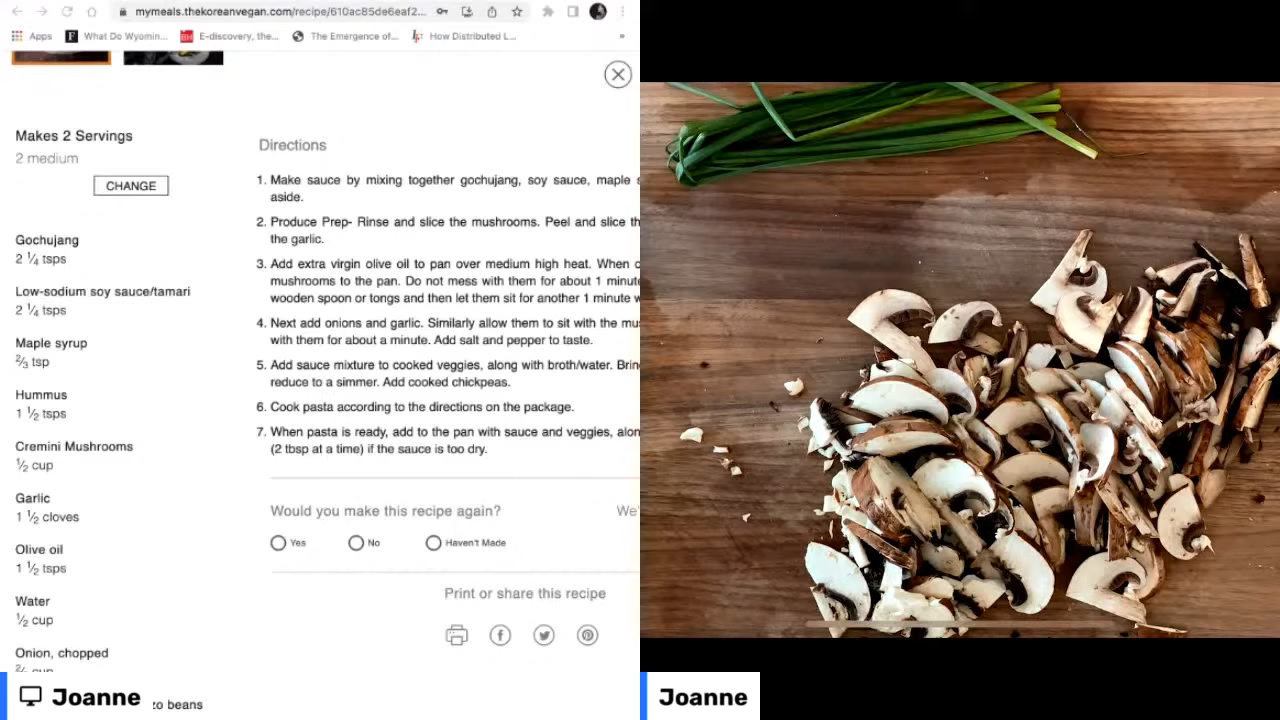 mymeals.thekoreanvegan.com/recipe/610ac85de6eaf2...
Apps
What Do Wyomin...
E-discovery, the...
The Emergence of...
How Distributed L...
»
Makes 2 Servings
2 medium
CHANGE
Gochujang
2 1/4 tsps
Low-sodium soy sauce/tamari
2 1/4 tsps
Maple syrup
2/3 tsp
Hummus
1 1/2 tsps
Cremini Mushrooms
1/2 cup
Garlic
1 1/2 cloves
Olive oil
1 1/2 tsps
Water
1/2 cup
Onion, chopped
Directions
1. Make sauce by mixing together gochujang, soy sauce, maple s
aside.
2. Produce Prep- Rinse and slice the mushrooms. Peel and slice th
the garlic.
3. Add extra virgin olive oil to pan over medium high heat. When o
mushrooms to the pan. Do not mess with them for about 1 minute
wooden spoon or tongs and then let them sit for another 1 minute w
4. Next add onions and garlic. Similarly allow them to sit with the mu
with them for about a minute. Add salt and pepper to taste.
5. Add sauce mixture to cooked veggies, along with broth/water. Brin
reduce to a simmer. Add cooked chickpeas.
6. Cook pasta according to the directions on the package.
7. When pasta is ready, add to the pan with sauce and veggies, alon
(2 tbsp at a time) if the sauce is too dry.
Would you make this recipe again? We'
Yes No Haven't Made
Print or share this recipe
Joanne
zo beans
Joanne